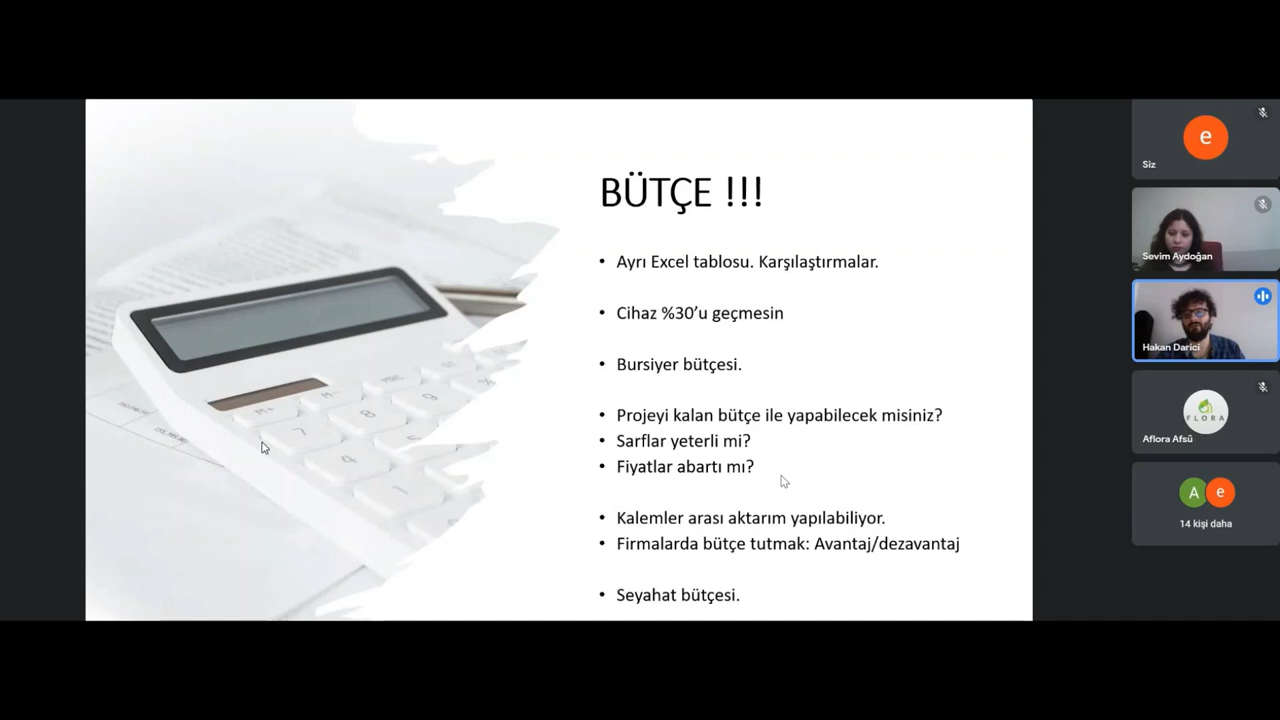 BÜTÇE !!!
• Ayrı Excel tablosu. Karşılaştırmalar.
• Cihaz %30’u geçmesin
• Bursiyer bütçesi.
• Projeyi kalan bütçe ile yapabilecek misiniz?
• Sarflar yeterli mi?
• Fiyatlar abartı mı?
• Kalemler arası aktarım yapılabiliyor.
• Firmalarda bütçe tutmak: Avantaj/dezavantaj
• Seyahat bütçesi.
e
Siz
Sevim Aydoğan
Hakan Darici
FLORA
Aflora Afsü
A e
14 kişi daha